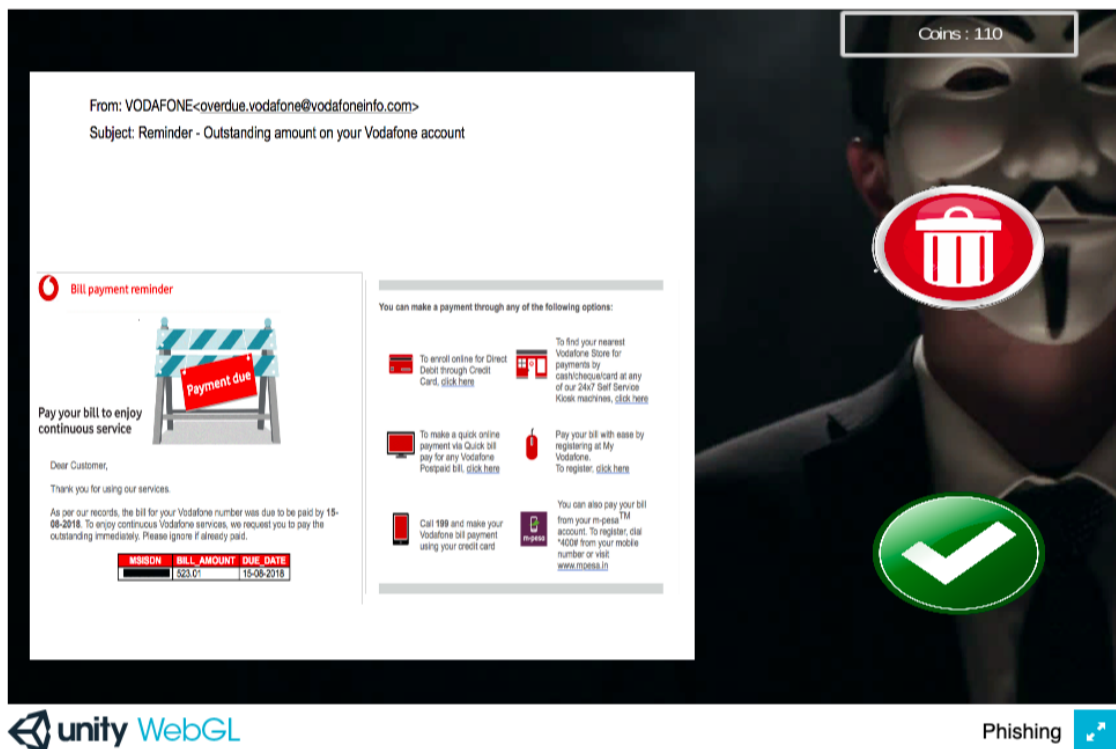 Coins : 110
From: VODAFONE<overdue.vodafone@vodafoneinfo.com>
Subject: Reminder - Outstanding amount on your Vodafone account
Bill payment reminder
Payment due
Pay your bill to enjoy
continuous service
Dear Customer,
Thank you for using our services.
As per our records, the bill for your Vodafone number was due to be paid by 15-
08-2018. To enjoy continuous Vodafone services, we request you to pay the
outstanding immediately. Please ignore if already paid.
MSISDN BILL_AMOUNT DUE_DATE
523.01 15-08-2018
You can make a payment through any of the following options:
To enroll online for Direct
Debit through Credit
Card, click here
To find your nearest
Vodafone Store for
payments by
cash/cheque/card at any
of our 24x7 Self Service
Kiosk machines, click here
To make a quick online
payment via Quick bill
pay for any Vodafone
Postpaid bill, click here
Pay your bill with ease by
registering at My
Vodafone.
To register, click here
Call 199 and make your
Vodafone bill payment
using your credit card
m-pesa
You can also pay your bill
from your m-pesa™
account. To register, dial
*400# from your mobile
number or visit
www.mpesa.in
unity WebGL
Phishing